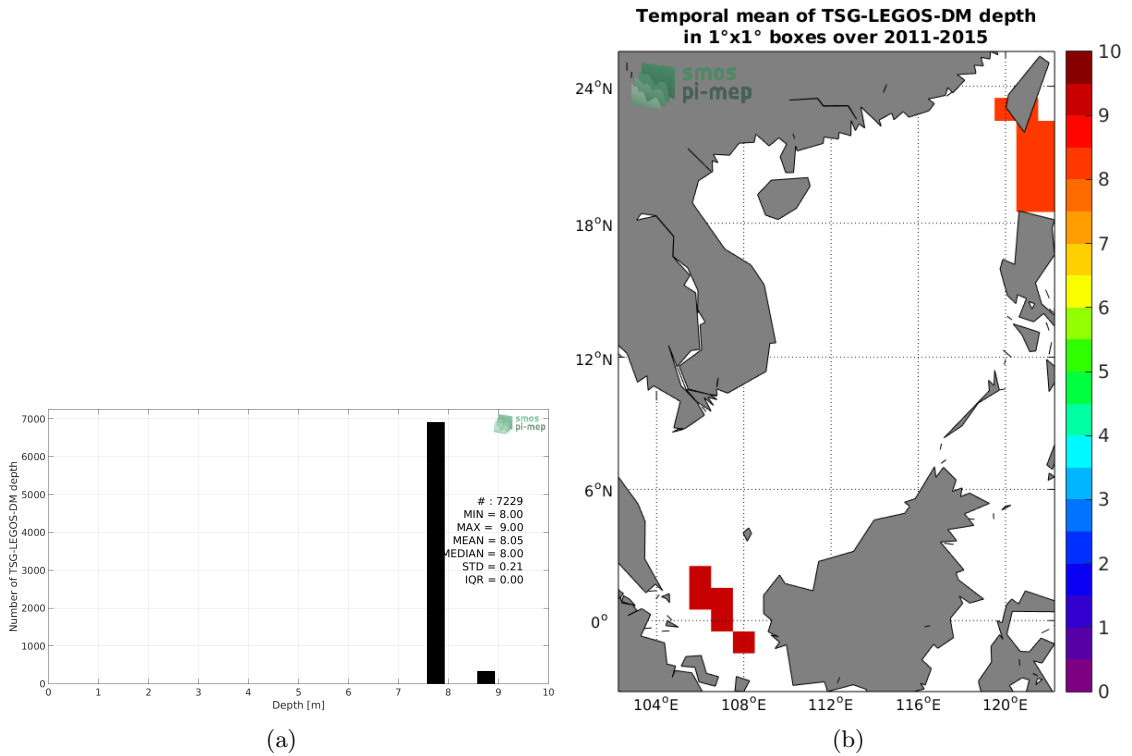 Number of TSG-LEGOS-DM depth
7000
6000
5000
4000
3000
2000
1000
0
smos
pi-mep
# : 7229
MIN = 8.00
MAX = 9.00
MEAN = 8.05
MEDIAN = 8.00
STD = 0.21
IQR = 0.00
0 1 2 3 4 5 6 7 8 9 10
Depth [m]
(a)
Temporal mean of TSG-LEGOS-DM depth
in 1°x1° boxes over 2011-2015
smos
pi-mep
24°N
18°N
12°N
6°N
0°
104°E 108°E 112°E 116°E 120°E
10
9
8
7
6
5
4
3
2
1
0
(b)